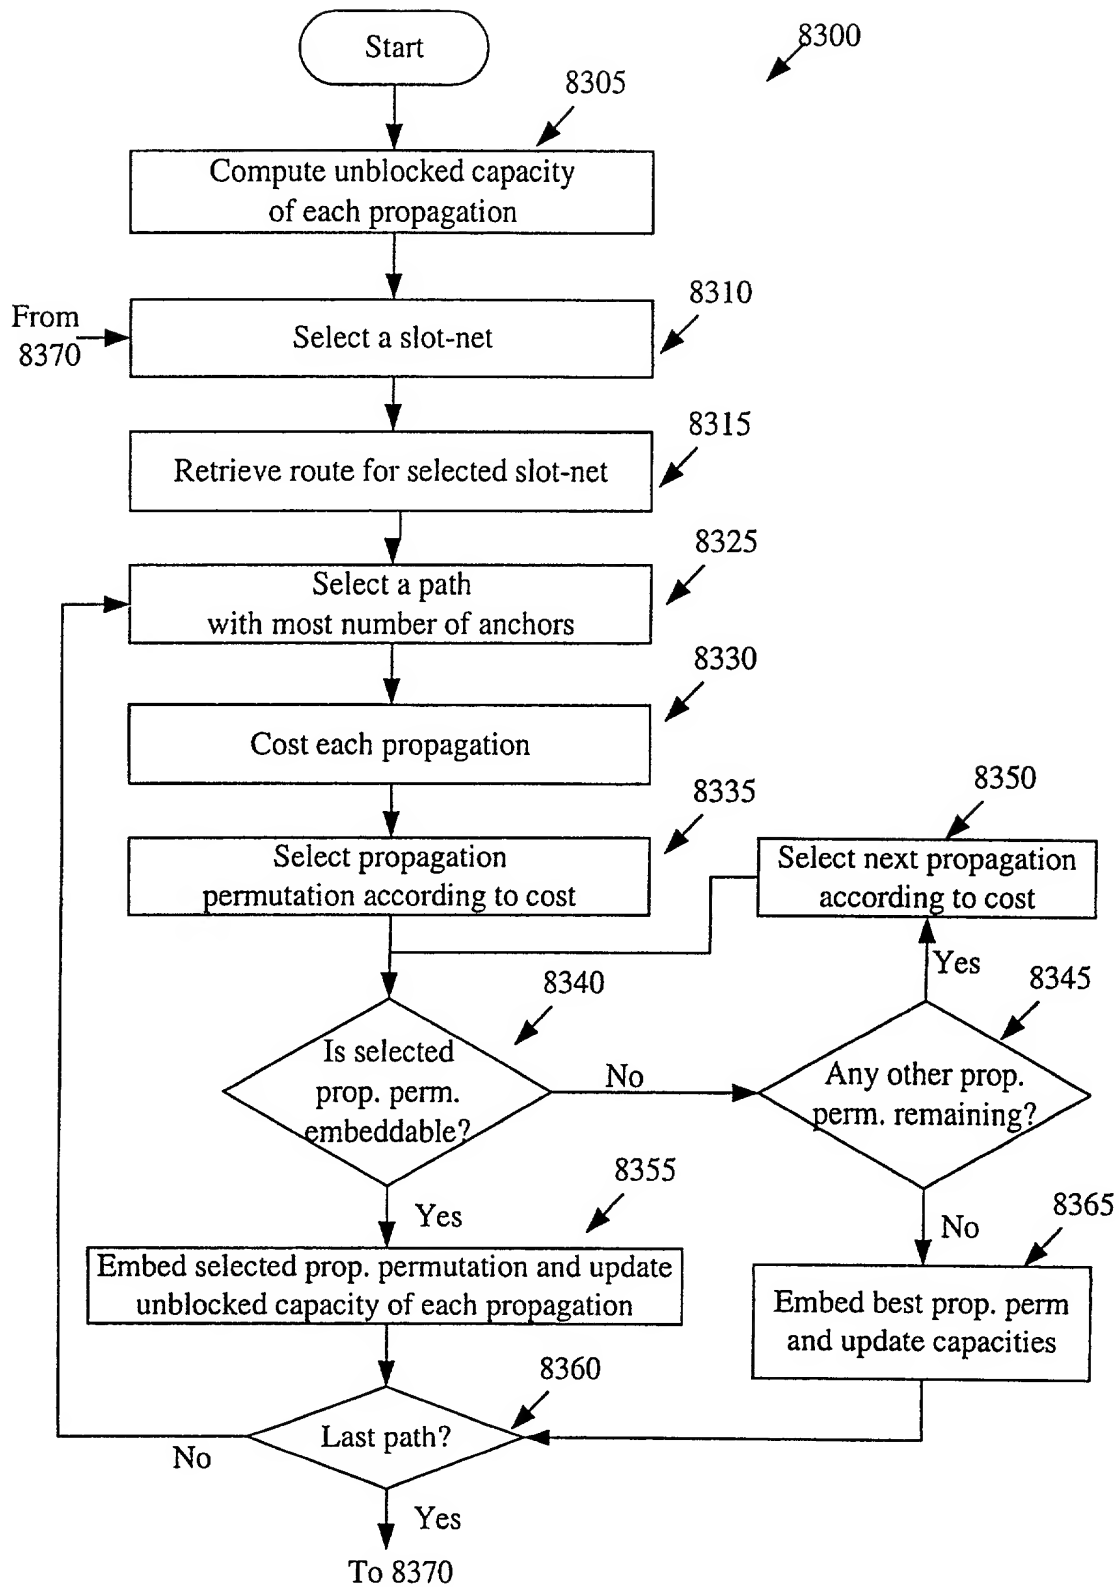 Start
8300
8305
Compute unblocked capacity
of each propagation
From
8370
8310
Select a slot-net
8315
Retrieve route for selected slot-net
8325
Select a path
with most number of anchors
8330
Cost each propagation
8335
Select propagation
permutation according to cost
8350
Select next propagation
according to cost
Yes
8340
Is selected
prop. perm.
embeddable?
No
8345
Any other prop.
perm. remaining?
Yes
8355
Embed selected prop. permutation and update
unblocked capacity of each propagation
No
8365
Embed best prop. perm
and update capacities
8360
Last path?
No
Yes
To 8370